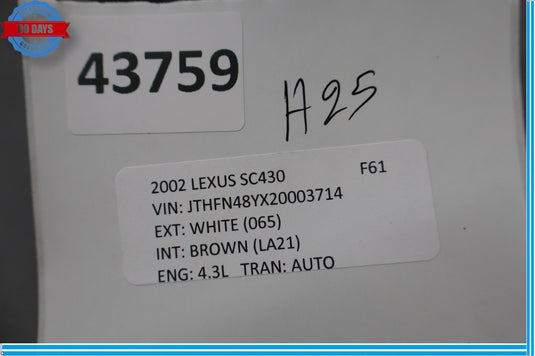 90 DAYS
43759
H25
2002 LEXUS SC430 F61
VIN: JTHFN48YX20003714
EXT: WHITE (065)
INT: BROWN (LA21)
ENG: 4.3L TRAN: AUTO